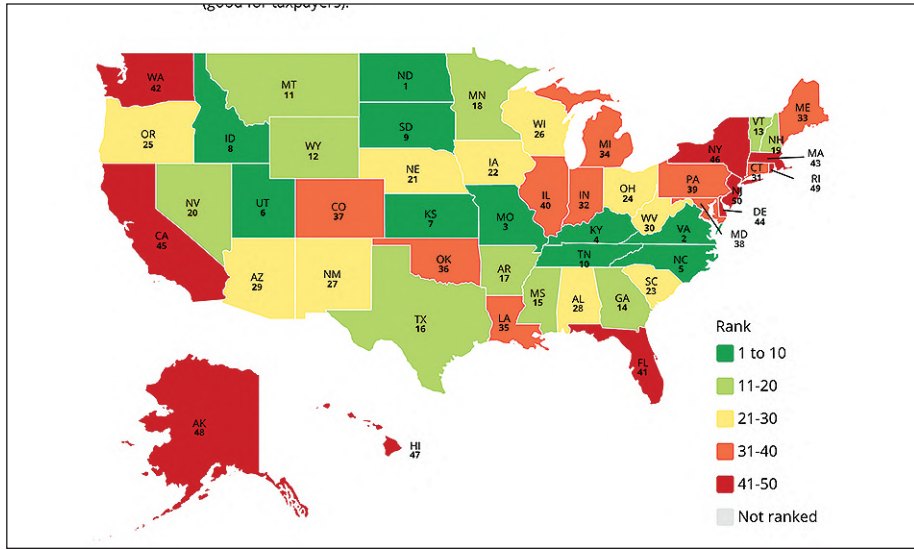 (good for taxpayers).
WA
42
MT
11
ND
1
MN
18
VT
13
NH
19
ME
33
OR
25
ID
8
SD
9
WI
26
MI
34
NY
46
MA
43
WY
12
CT
31
RI
49
NE
21
IA
22
PA
39
NJ
50
NV
20
UT
6
CO
37
IL
40
IN
32
OH
24
DE
44
KS
7
MO
3
WV
30
VA
2
MD
38
CA
45
KY
4
TN
10
NC
5
AZ
29
NM
27
OK
36
AR
17
SC
23
MS
15
AL
28
GA
14
TX
16
LA
35
FL
41
AK
48
HI
47
Rank
1 to 10
11-20
21-30
31-40
41-50
Not ranked